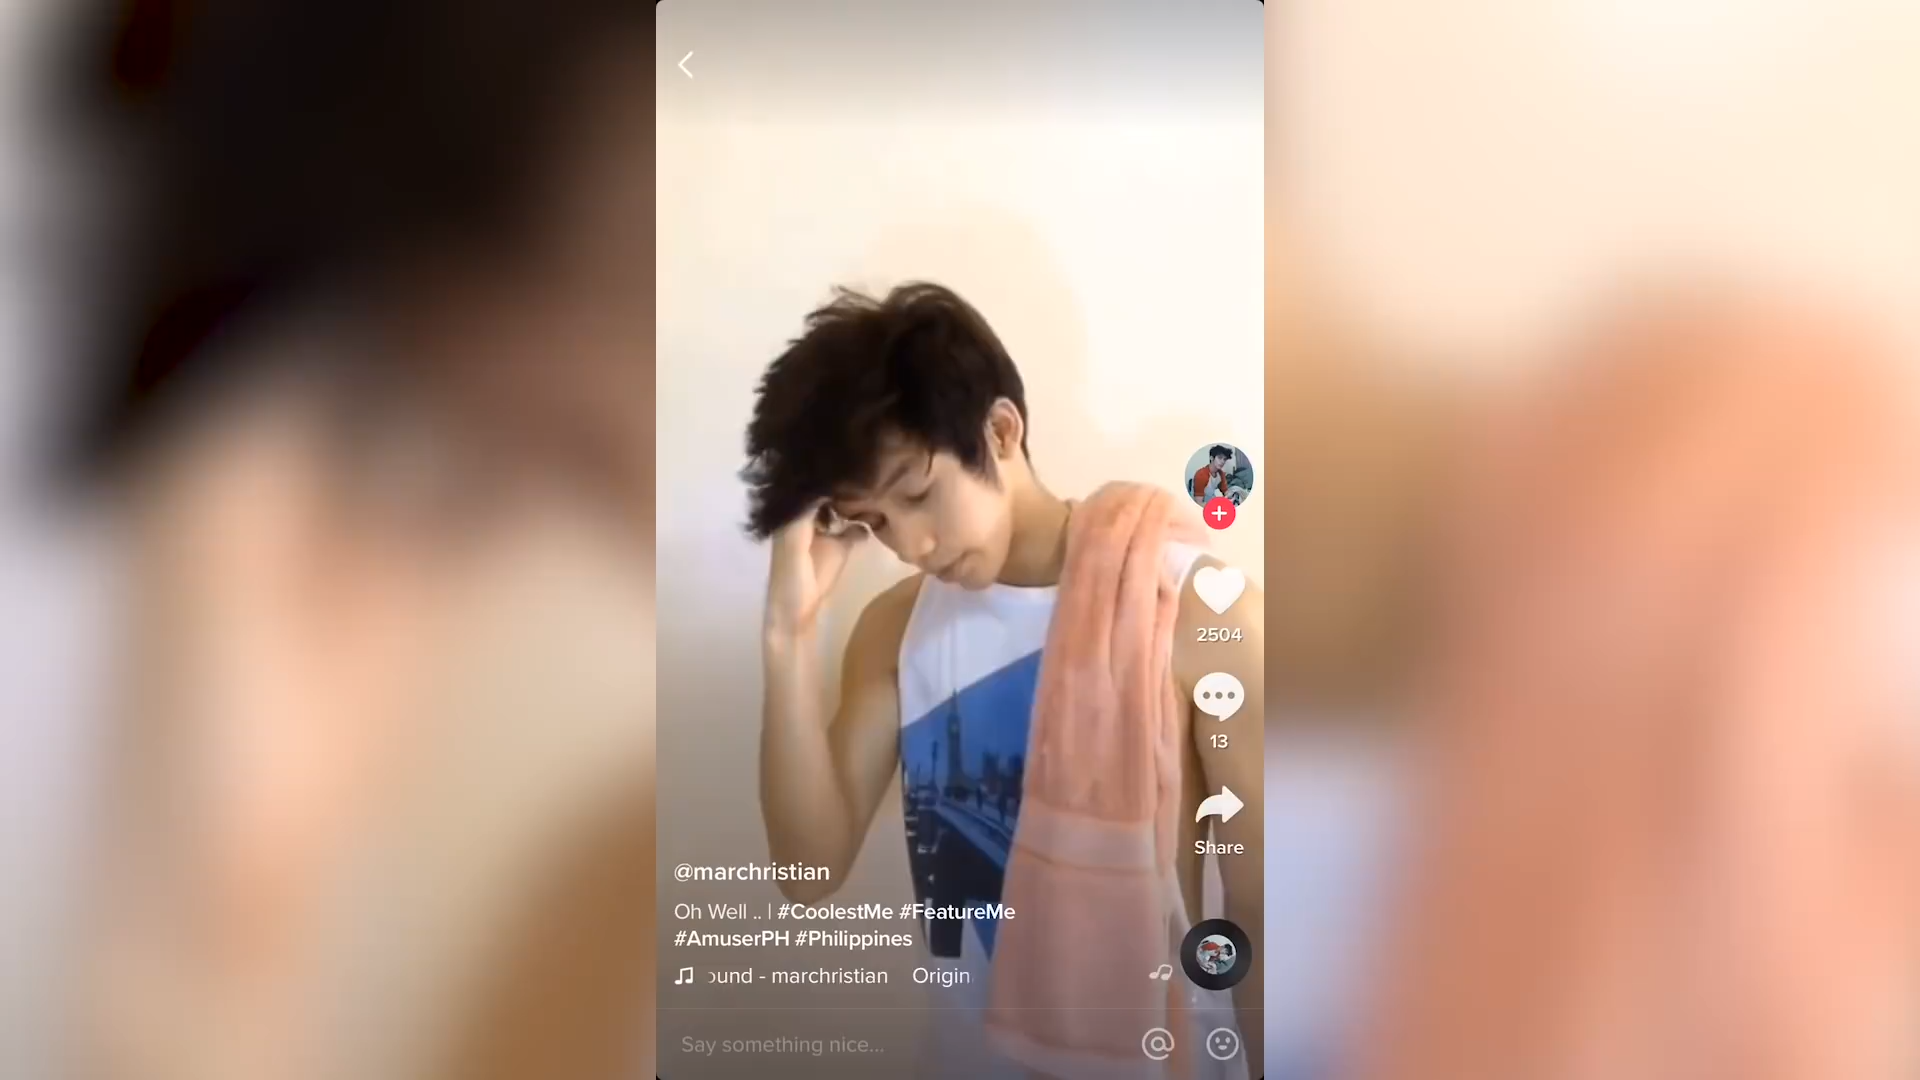 2504
13
Share
@marchristian
Oh Well .. | #CoolestMe #FeatureMe
#AmuserPH #Philippines
ound - marchristian Origin
Say something nice...